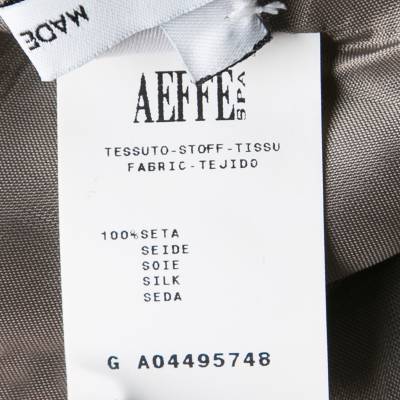 MADE
AEFFE SPA
TESSUTO-STOFF-TISSU
FABRIC-TEJIDO
100%SETA
SEIDE
SOIE
SILK
SEDA
G A04495748